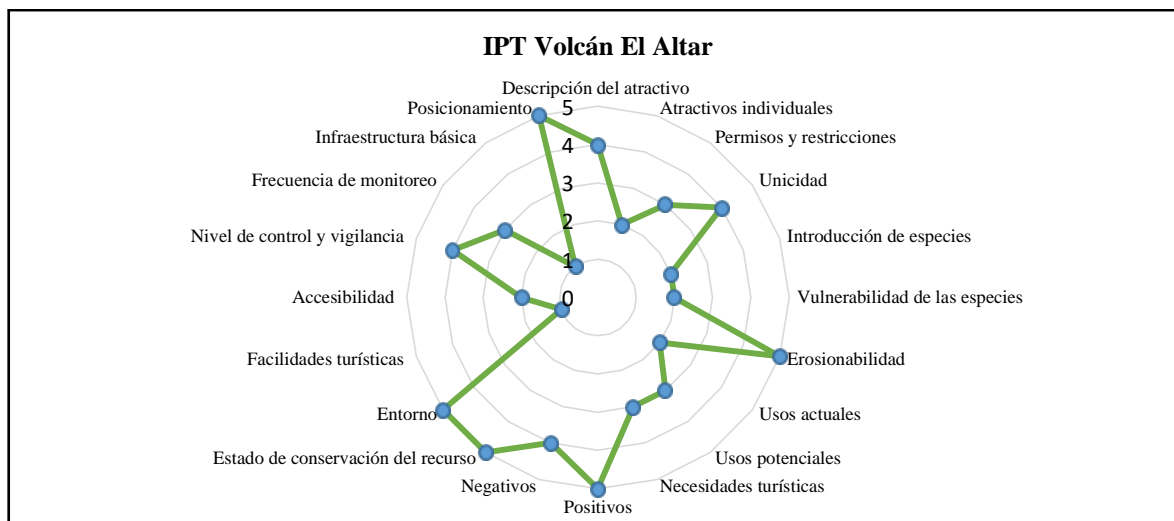 IPT Volcán El Altar
Descripción del atractivo
Posicionamiento
Atractivos individuales
Infraestructura básica
Permisos y restricciones
Frecuencia de monitoreo
Unicidad
Nivel de control y vigilancia
Introducción de especies
Accesibilidad
Vulnerabilidad de las especies
Facilidades turísticas
Erosionabilidad
Entorno
Usos actuales
Estado de conservación del recurso
Usos potenciales
Negativos
Necesidades turísticas
Positivos
5
4
3
2
1
0